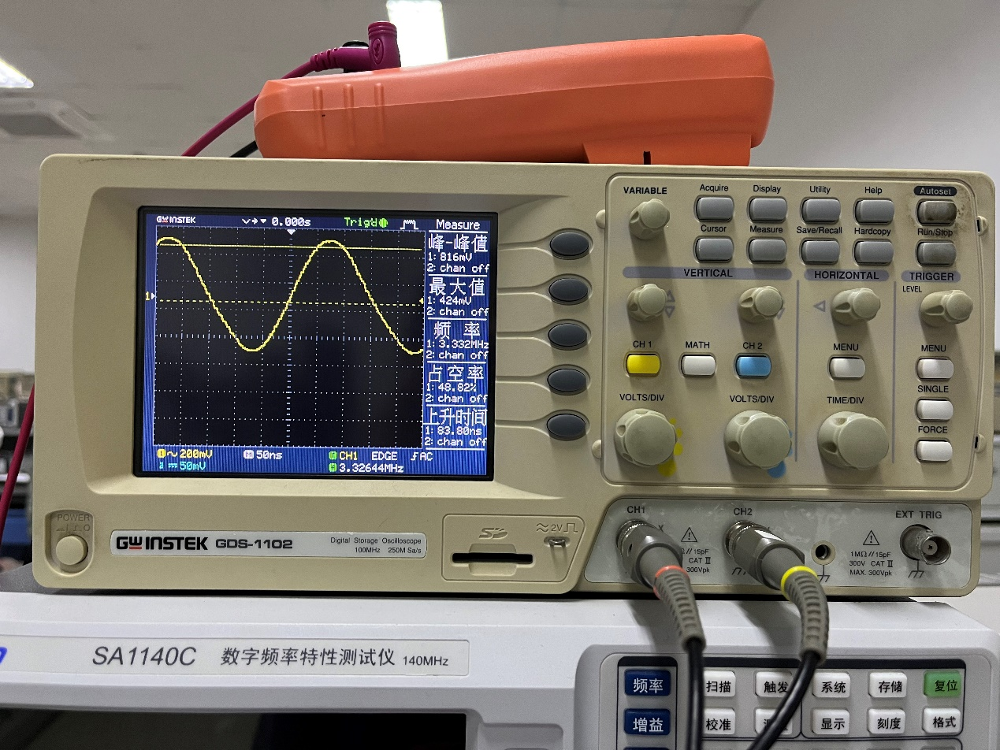 GWINSTEK
0.000s
Trig'd
Measure
峰-峰值
1: 816mV
2: chan off
最大值
1: 424mV
2: chan off
频 率
1: 3.332MHz
2: chan off
占空率
1: 48.82%
2: chan off
上升时间
1: 83.80ns
2: chan off
1
1 200mV
M 50ns
CH1 EDGE AC
2 50mV
3.32644MHz
VARIABLE
Acquire
Display
Utility
Help
Autoset
Cursor
Measure
Save/Recall
Hardcopy
Run/Stop
VERTICAL
HORIZONTAL
TRIGGER
LEVEL
CH 1
MATH
CH 2
MENU
MENU
SINGLE
VOLTS/DIV
VOLTS/DIV
TIME/DIV
FORCE
POWER
GWINSTEK GDS-1102
Digital Storage Oscilloscope
100MHz 250M Sa/s
SD
≈2V
CH1
CH2
EXT TRIG
X
Ω//15pF
CAT II
300Vpk
1MΩ//15pF
300V CAT II
MAX. 300Vpk
SA1140C 数字频率特性测试仪 140MHz
频率
扫描
触发
系统
存储
复位
增益
校准
显示
刻度
格式